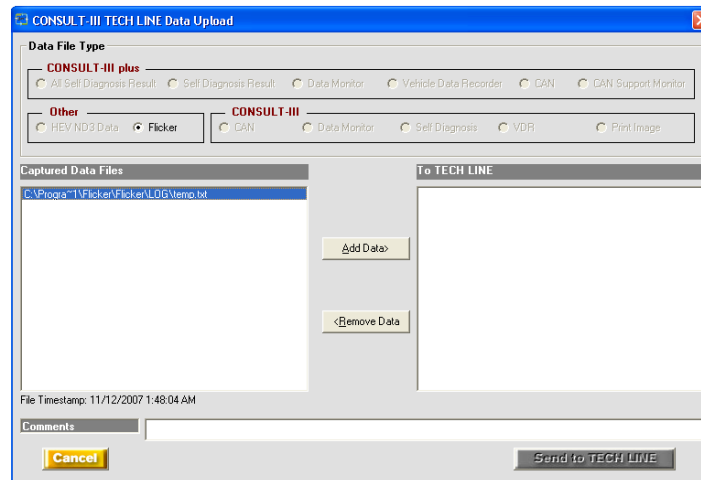 CONSULT-III TECH LINE Data Upload
Data File Type
CONSULT-III plus
All Self Diagnosis Result Self Diagnosis Result Data Monitor Vehicle Data Recorder CAN CAN Support Monitor
Other CONSULT-III
HEV ND3 Data Flicker CAN Data Monitor Self Diagnosis VDR Print Image
Captured Data Files To TECH LINE
C:\Progra~1\Flicker\Flicker\LOG\temp.txt
Add Data>
<Remove Data
File Timestamp: 11/12/2007 1:48:04 AM
Comments
Cancel Send to TECH LINE